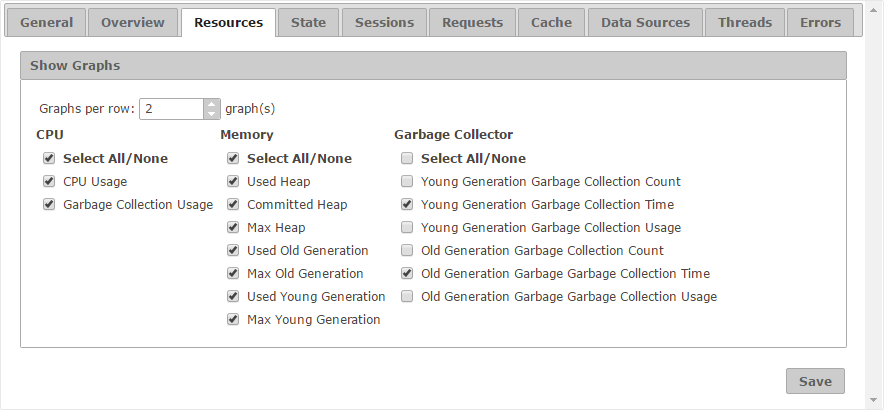 General Overview Resources State Sessions Requests Cache Data Sources Threads Errors
Show Graphs
Graphs per row: 2 graph(s)
CPU Memory Garbage Collector
Select All/None Select All/None Select All/None
CPU Usage Used Heap Young Generation Garbage Collection Count
Garbage Collection Usage Committed Heap Young Generation Garbage Collection Time
Max Heap Young Generation Garbage Collection Usage
Used Old Generation Old Generation Garbage Collection Count
Max Old Generation Old Generation Garbage Garbage Collection Time
Used Young Generation Old Generation Garbage Garbage Collection Usage
Max Young Generation
Save